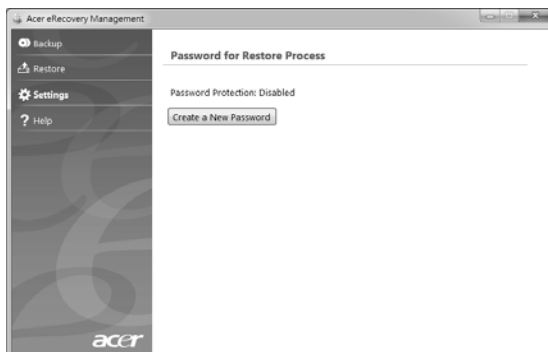 Acer eRecovery Management
Backup
Restore
Settings
? Help
Password for Restore Process
Password Protection: Disabled
Create a New Password
acer